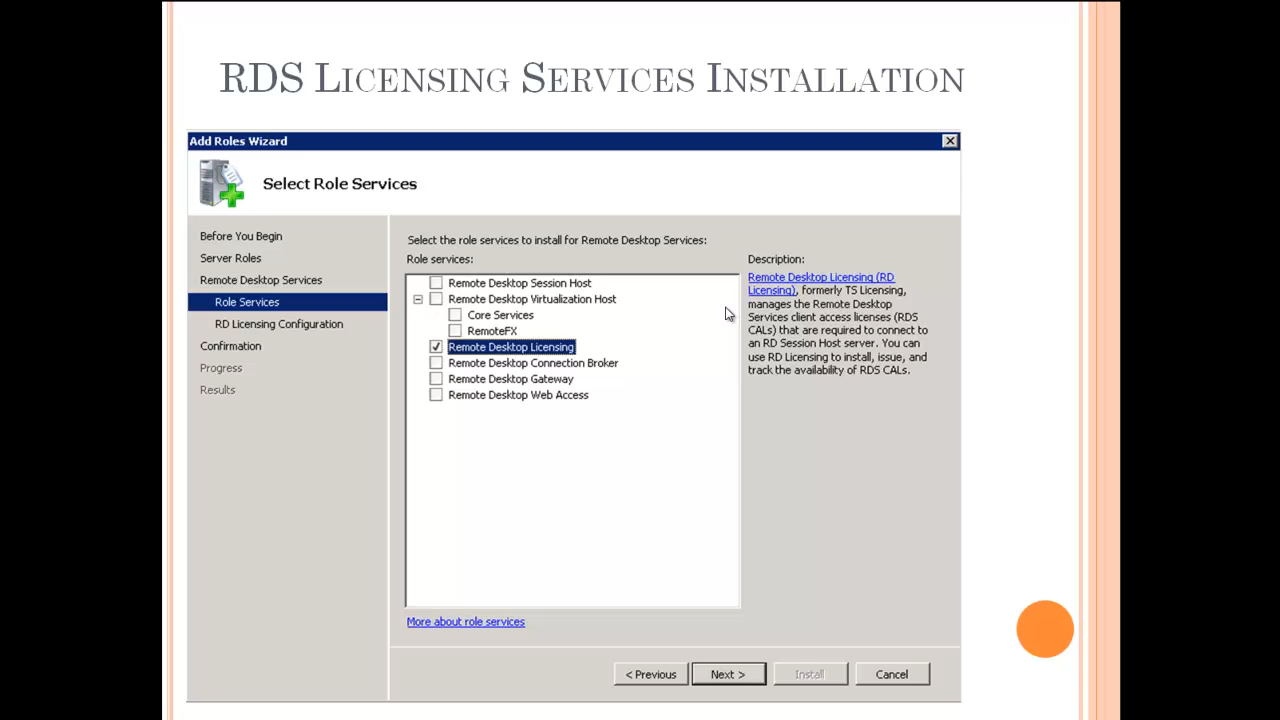 RDS LICENSING SERVICES INSTALLATION
Add Roles Wizard
Select Role Services
Before You Begin
Server Roles
Remote Desktop Services
Role Services
RD Licensing Configuration
Confirmation
Progress
Results
Select the role services to install for Remote Desktop Services:
Role services:
Remote Desktop Session Host
Remote Desktop Virtualization Host
Core Services
RemoteFX
Remote Desktop Licensing
Remote Desktop Connection Broker
Remote Desktop Gateway
Remote Desktop Web Access
More about role services
Description:
Remote Desktop Licensing (RD
Licensing), formerly TS Licensing,
manages the Remote Desktop
Services client access licenses (RDS
CALs) that are required to connect to
an RD Session Host server. You can
use RD Licensing to install, issue, and
track the availability of RDS CALs.
< Previous
Next >
Install
Cancel